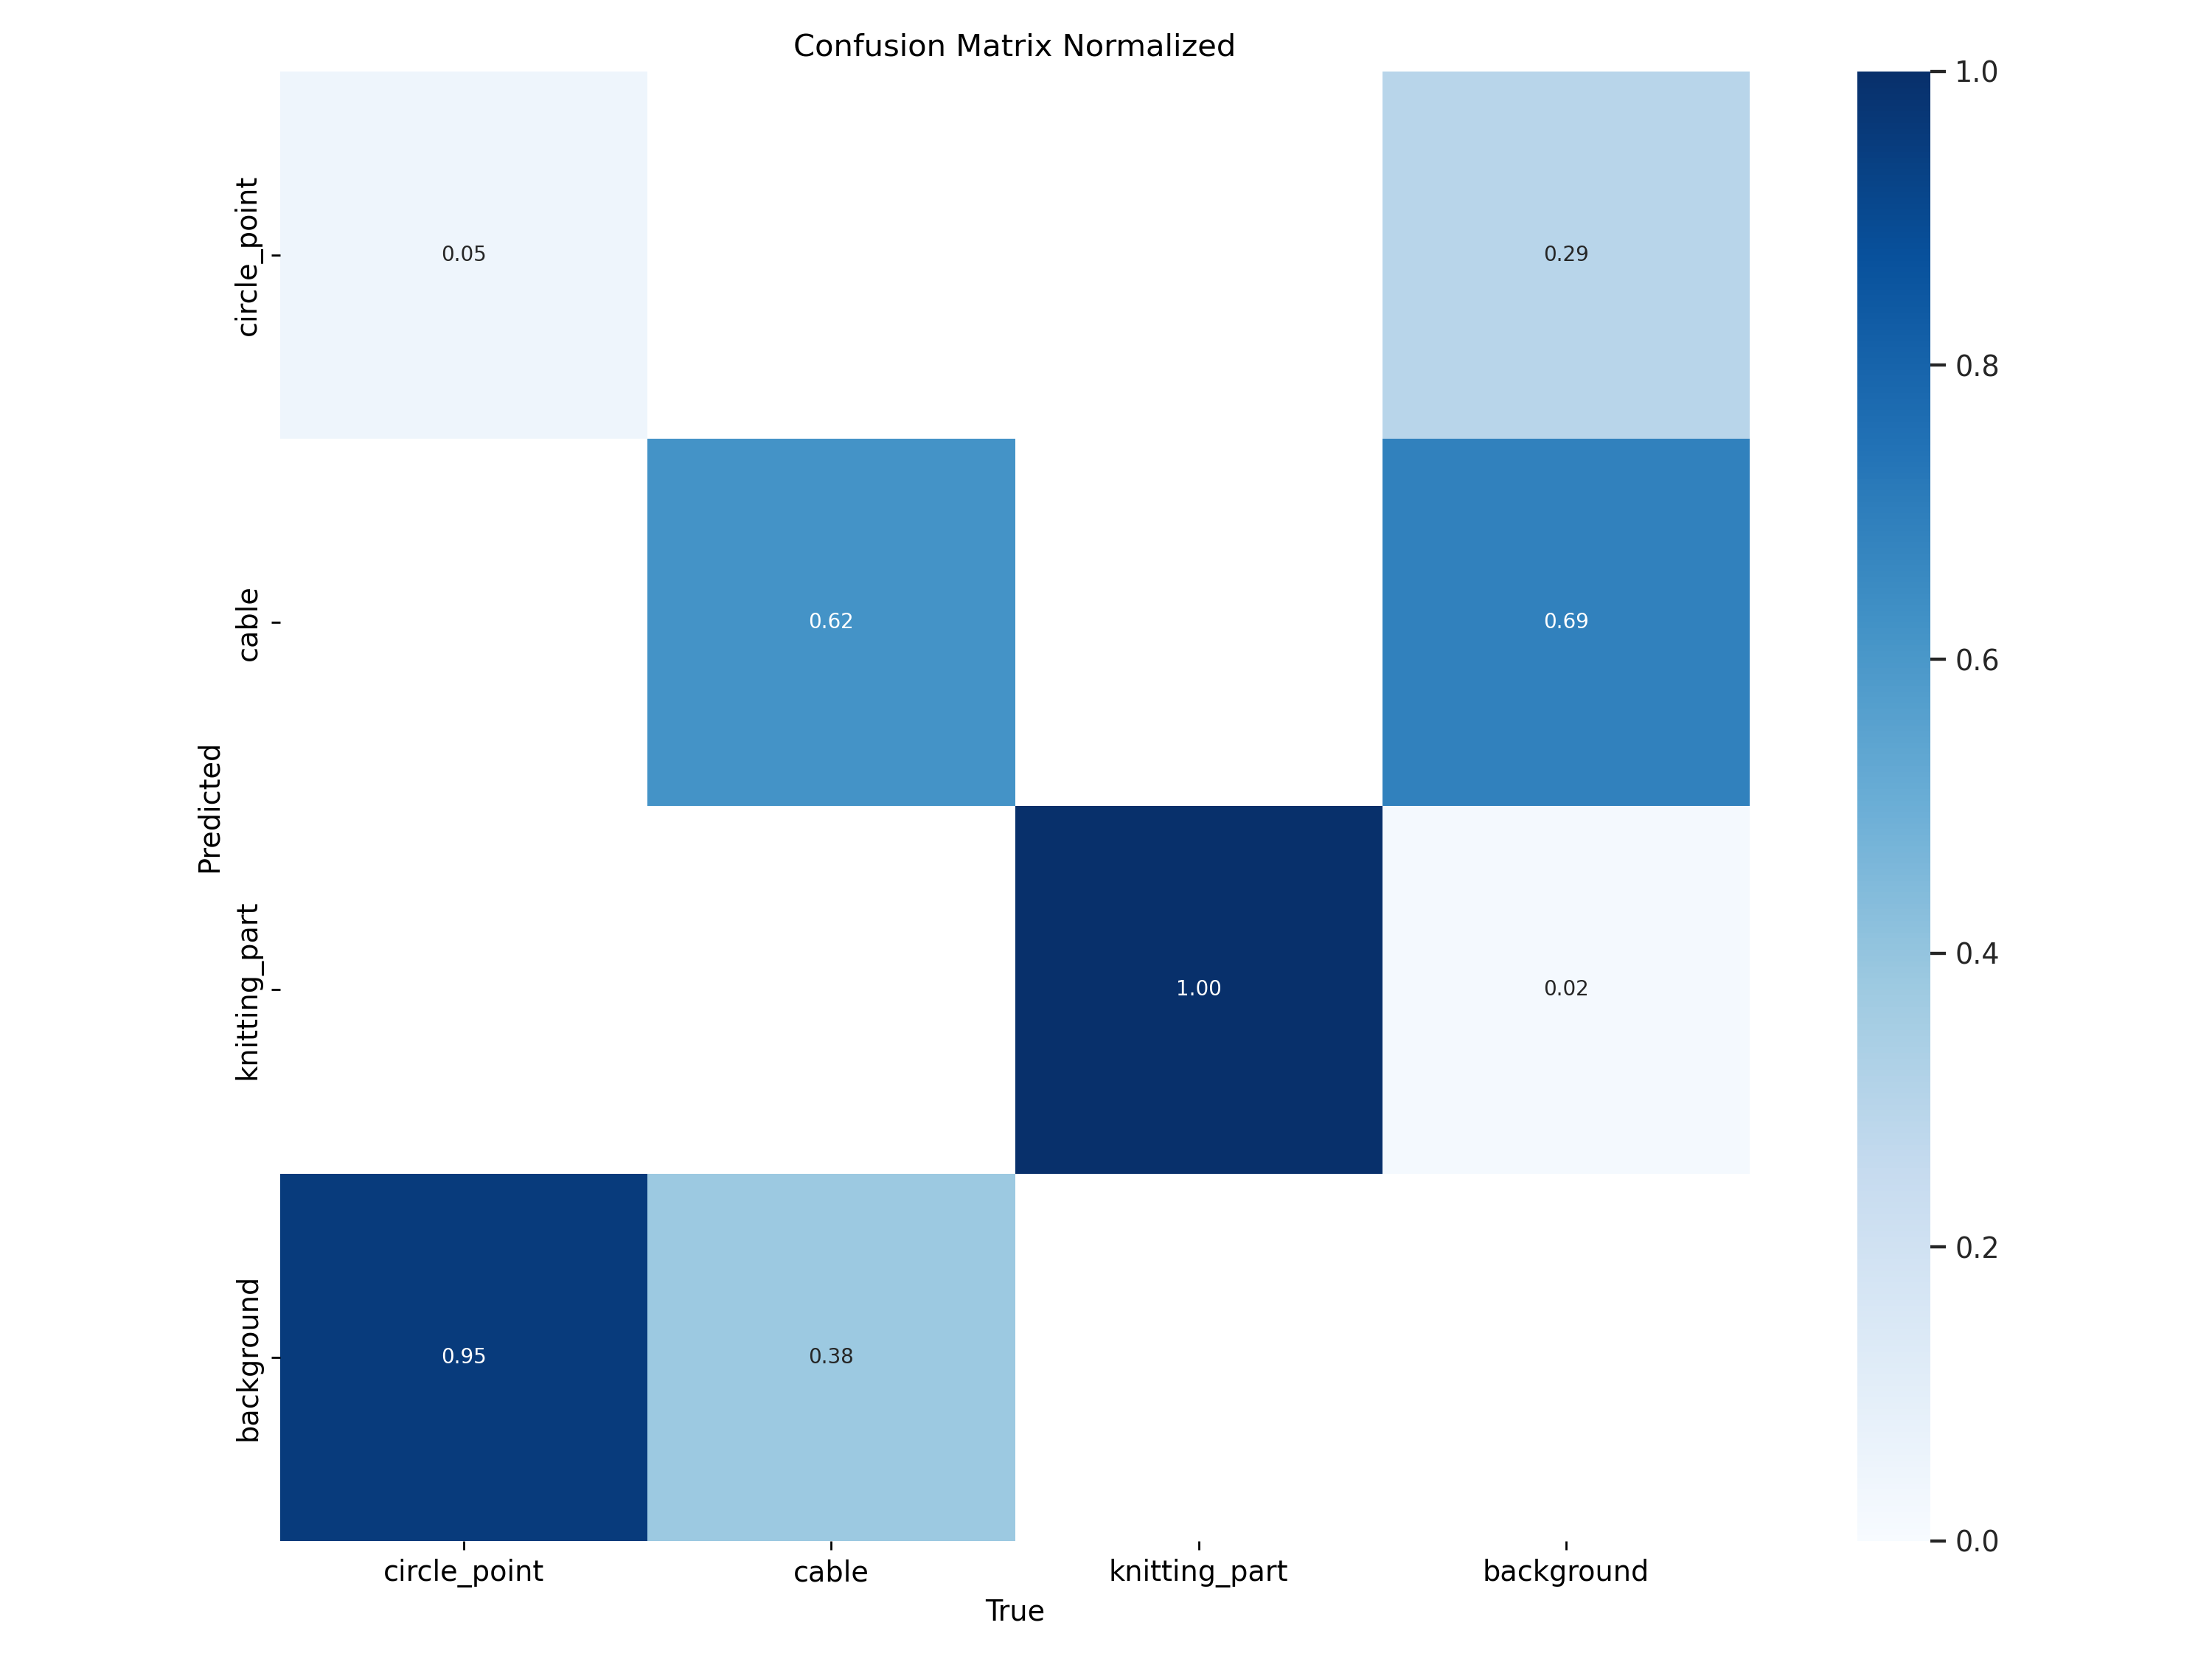 Confusion Matrix Normalized
circle_point
0.05
0.29
cable
0.62
0.69
knitting_part
1.00
0.02
background
0.95
0.38
Predicted
circle_point cable knitting_part background
True
1.0
0.8
0.6
0.4
0.2
0.0